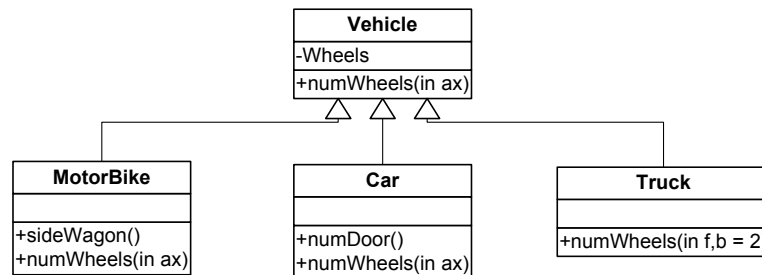 Vehicle
-Wheels
+numWheels(in ax)
MotorBike
+sideWagon()
+numWheels(in ax)
Car
+numDoor()
+numWheels(in ax)
Truck
+numWheels(in f,b = 2